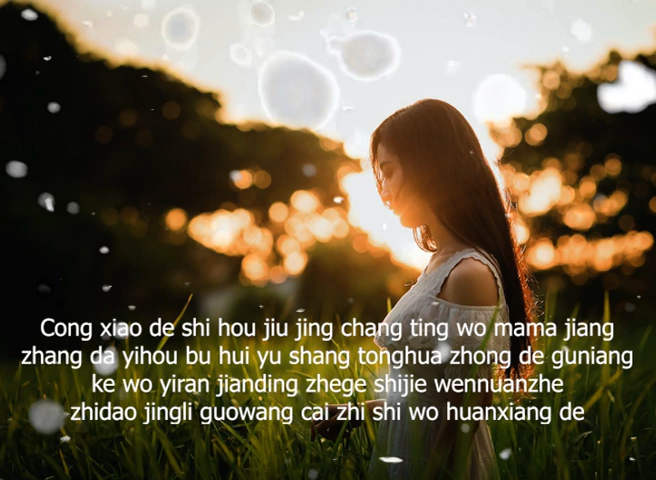 Cong xiao de shi hou jiu jing chang ting wo mama jiang
zhang da yihou bu hui yu shang tonghua zhong de guniang
ke wo yiran jianding zhege shijie wennuanzhe
zhidao jingli guowang cai zhi shi wo huanxiang de